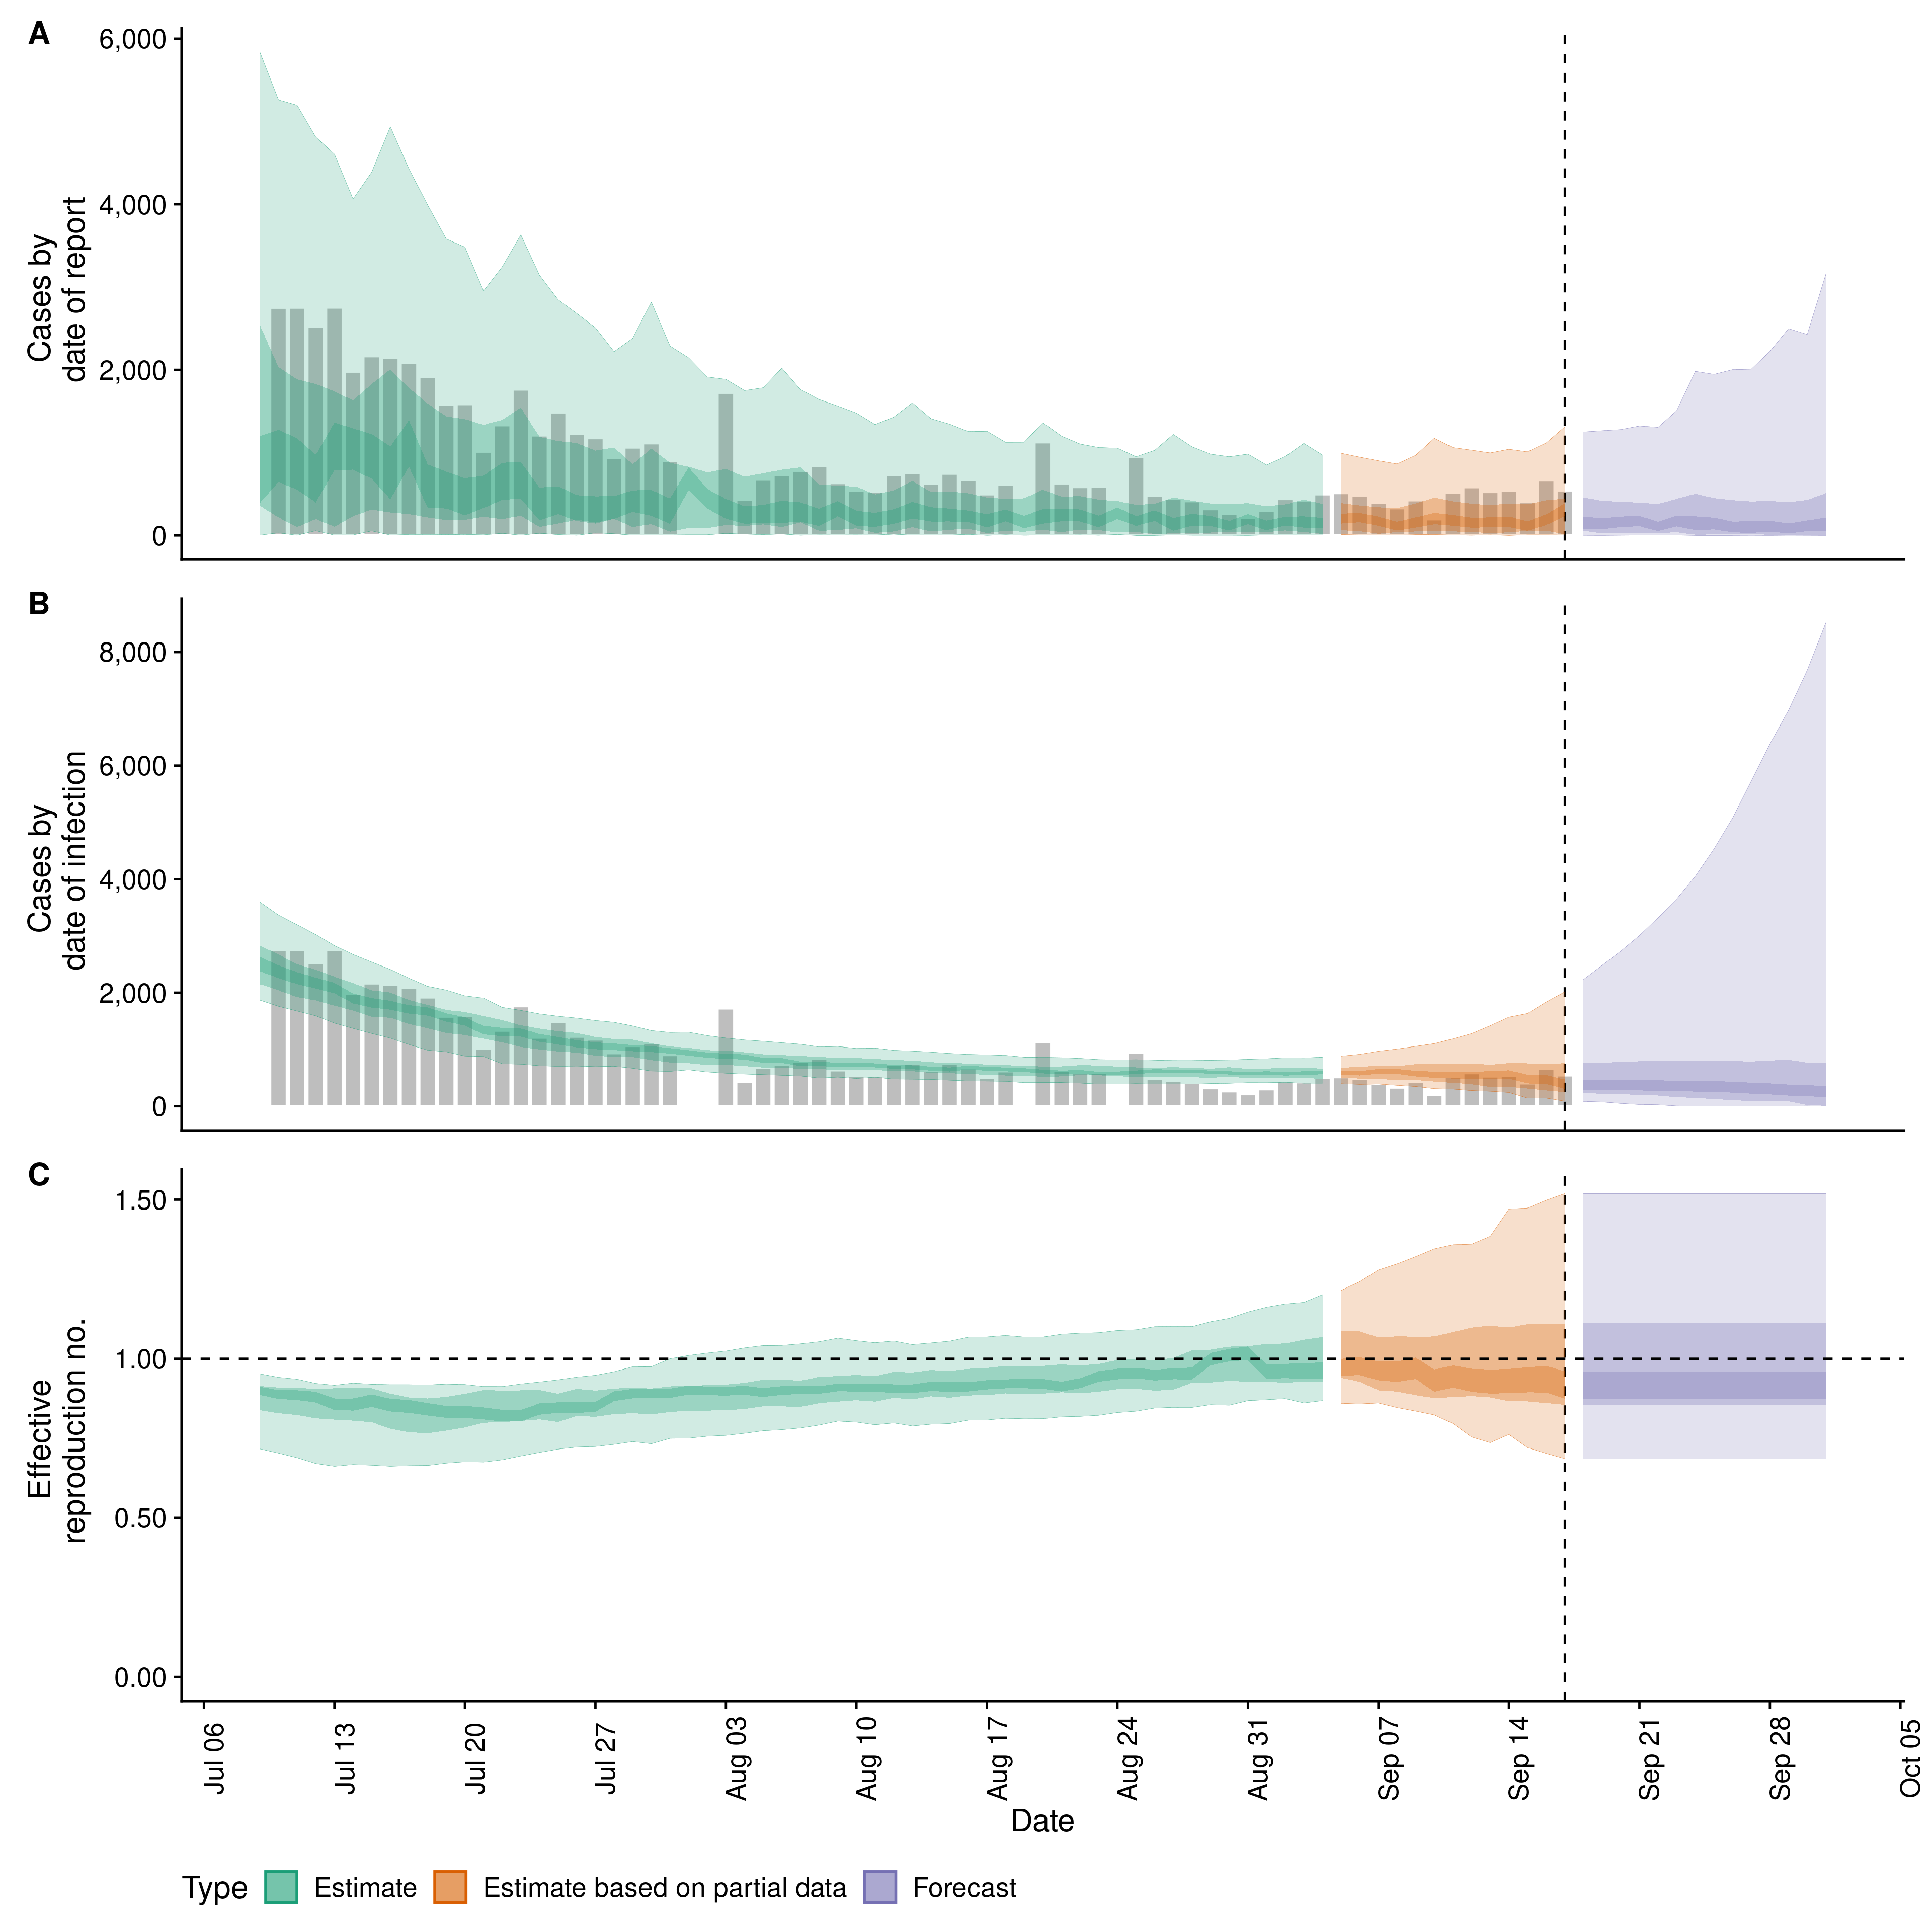 A
6,000
4,000
2,000
0
Cases by
date of report
B
8,000
6,000
4,000
2,000
0
Cases by
date of infection
C
1.50
1.00
0.50
0.00
Effective
reproduction no.
Jul 06
Jul 13
Jul 20
Jul 27
Aug 03
Aug 10
Aug 17
Aug 24
Aug 31
Sep 07
Sep 14
Sep 21
Sep 28
Oct 05
Date
Type Estimate Estimate based on partial data Forecast